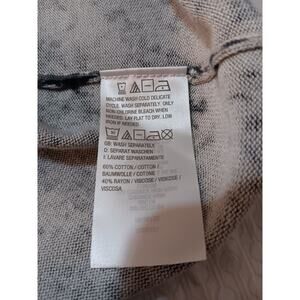 MACHINE WASH COLD DELICATE
CYCLE, WASH SEPARATELY. ONLY
NON-CHLORINE BLEACH WHEN
NEEDED. LAY FLAT TO DRY. LOW
IRON IF NEEDED.
GB: WASH SEPARATELY
D: SEPARAT WASCHEN
I: LAVARE SEPARATAMENTE
60% COTTON / COTON /
BAUMWOLLE / COTONE
40% RAYON / VISCOSE / VISKOSE /
VISCOSA